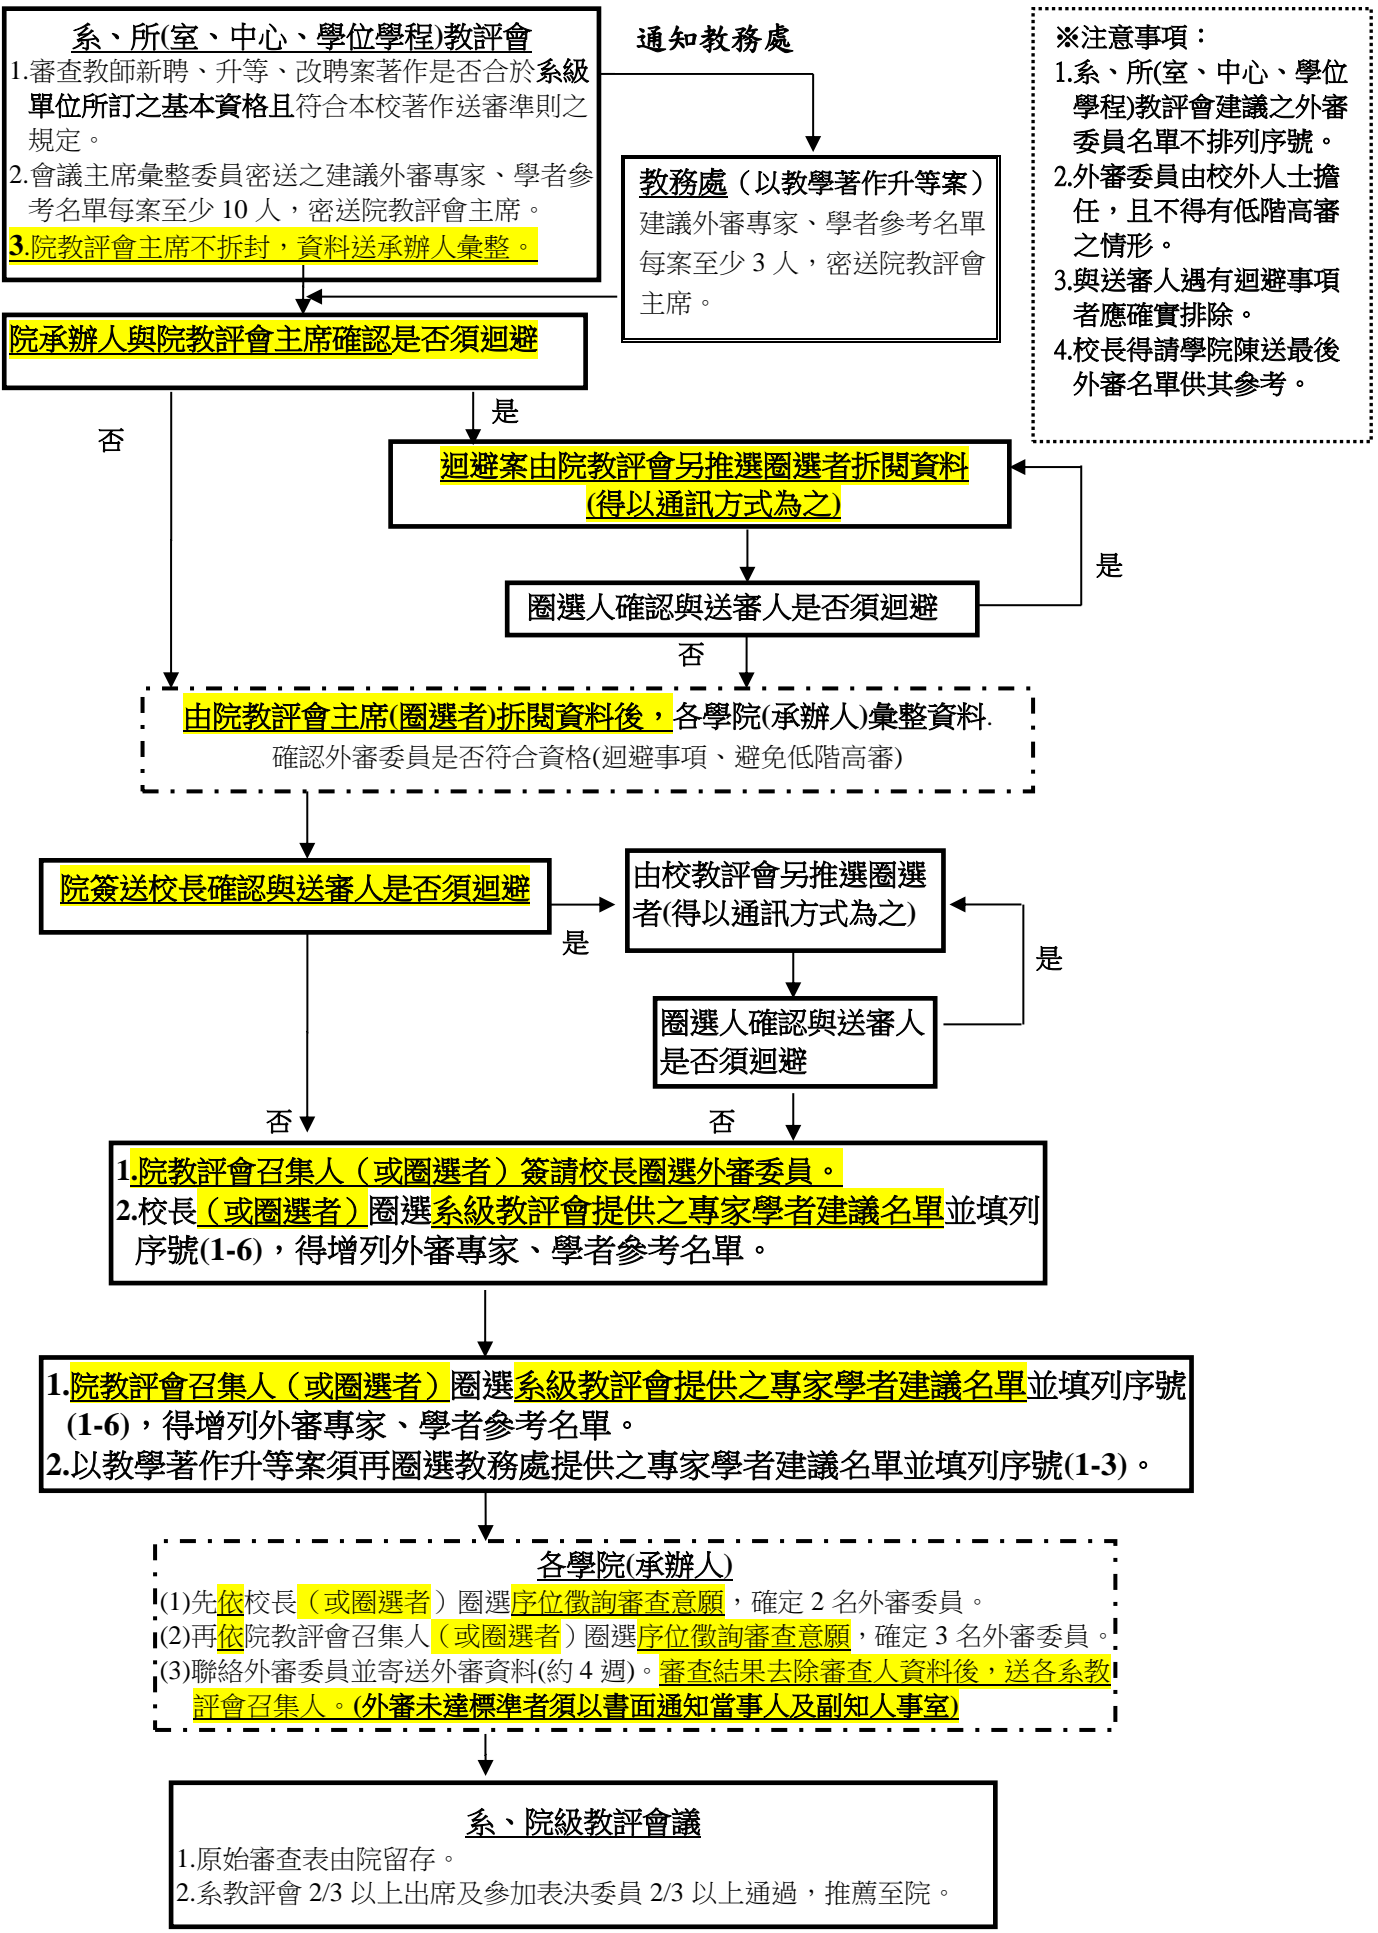 系、所(室、中心、學位學程)教評會
1.審查教師新聘、升等、改聘案著作是否合於系級
單位所訂之基本資格且符合本校著作送審準則之
規定。
2.會議主席彙整委員密送之建議外審專家、學者參
考名單每案至少 10 人，密送院教評會主席。
3.院教評會主席不拆封，資料送承辦人彙整。
通知教務處
教務處（以教學著作升等案）
建議外審專家、學者參考名單
每案至少 3 人，密送院教評會
主席。
※注意事項：
1.系、所(室、中心、學位
學程)教評會建議之外審
委員名單不排列序號。
2.外審委員由校外人士擔
任，且不得有低階高審
之情形。
3.與送審人遇有迴避事項
者應確實排除。
4.校長得請學院陳送最後
外審名單供其參考。
院承辦人與院教評會主席確認是否須迴避
否
是
迴避案由院教評會另推選圈選者拆閱資料
(得以通訊方式為之)
是
圈選人確認與送審人是否須迴避
否
由院教評會主席(圈選者)拆閱資料後，各學院(承辦人)彙整資料.
確認外審委員是否符合資格(迴避事項、避免低階高審)
院簽送校長確認與送審人是否須迴避
是
由校教評會另推選圈選
者(得以通訊方式為之)
是
圈選人確認與送審人
是否須迴避
否
否
1.院教評會召集人（或圈選者）簽請校長圈選外審委員。
2.校長（或圈選者）圈選系級教評會提供之專家學者建議名單並填列
序號(1-6)，得增列外審專家、學者參考名單。
1.院教評會召集人（或圈選者）圈選系級教評會提供之專家學者建議名單並填列序號
(1-6)，得增列外審專家、學者參考名單。
2.以教學著作升等案須再圈選教務處提供之專家學者建議名單並填列序號(1-3)。
各學院(承辦人)
(1)先依校長（或圈選者）圈選序位徵詢審查意願，確定 2 名外審委員。
(2)再依院教評會召集人（或圈選者）圈選序位徵詢審查意願，確定 3 名外審委員。
(3)聯絡外審委員並寄送外審資料(約 4 週)。審查結果去除審查人資料後，送各系教
評會召集人。(外審未達標準者須以書面通知當事人及副知人事室)
系、院級教評會議
1.原始審查表由院留存。
2.系教評會 2/3 以上出席及參加表決委員 2/3 以上通過，推薦至院。